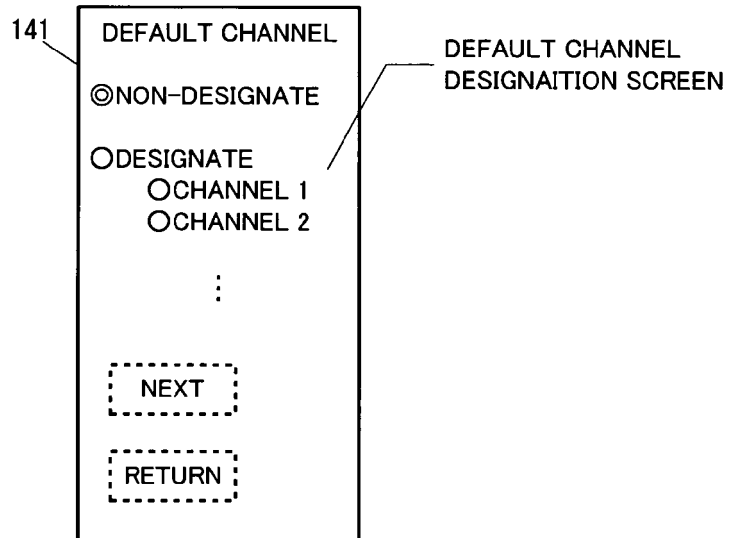 141
DEFAULT CHANNEL
◎NON-DESIGNATE
○DESIGNATE
○CHANNEL 1
○CHANNEL 2
⋮
NEXT
RETURN
DEFAULT CHANNEL
DESIGNAITION SCREEN